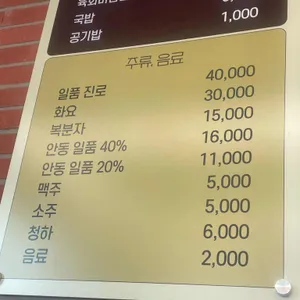 국밥
공기밥 1,000
주류, 음료
일품 진로 40,000
화요 30,000
복분자 15,000
안동 일품 40% 16,000
안동 일품 20% 11,000
맥주 5,000
소주 5,000
청하 6,000
음료 2,000